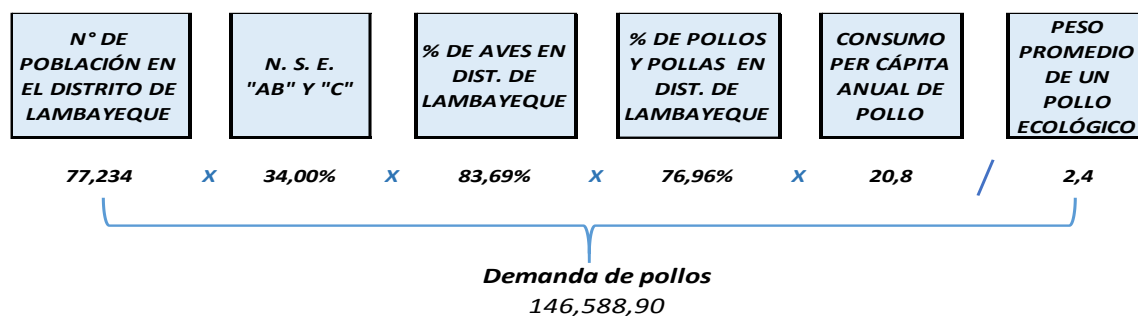 N° DE
POBLACIÓN EN
EL DISTRITO DE
LAMBAYEQUE
N. S. E.
"AB" Y "C"
% DE AVES EN
DIST. DE
LAMBAYEQUE
% DE POLLOS
Y POLLAS EN
DIST. DE
LAMBAYEQUE
CONSUMO
PER CÁPITA
ANUAL DE
POLLO
PESO
PROMEDIO
DE UN
POLLO
ECOLÓGICO
77,234 X 34,00% X 83,69% X 76,96% X 20,8 / 2,4
Demanda de pollos
146,588,90